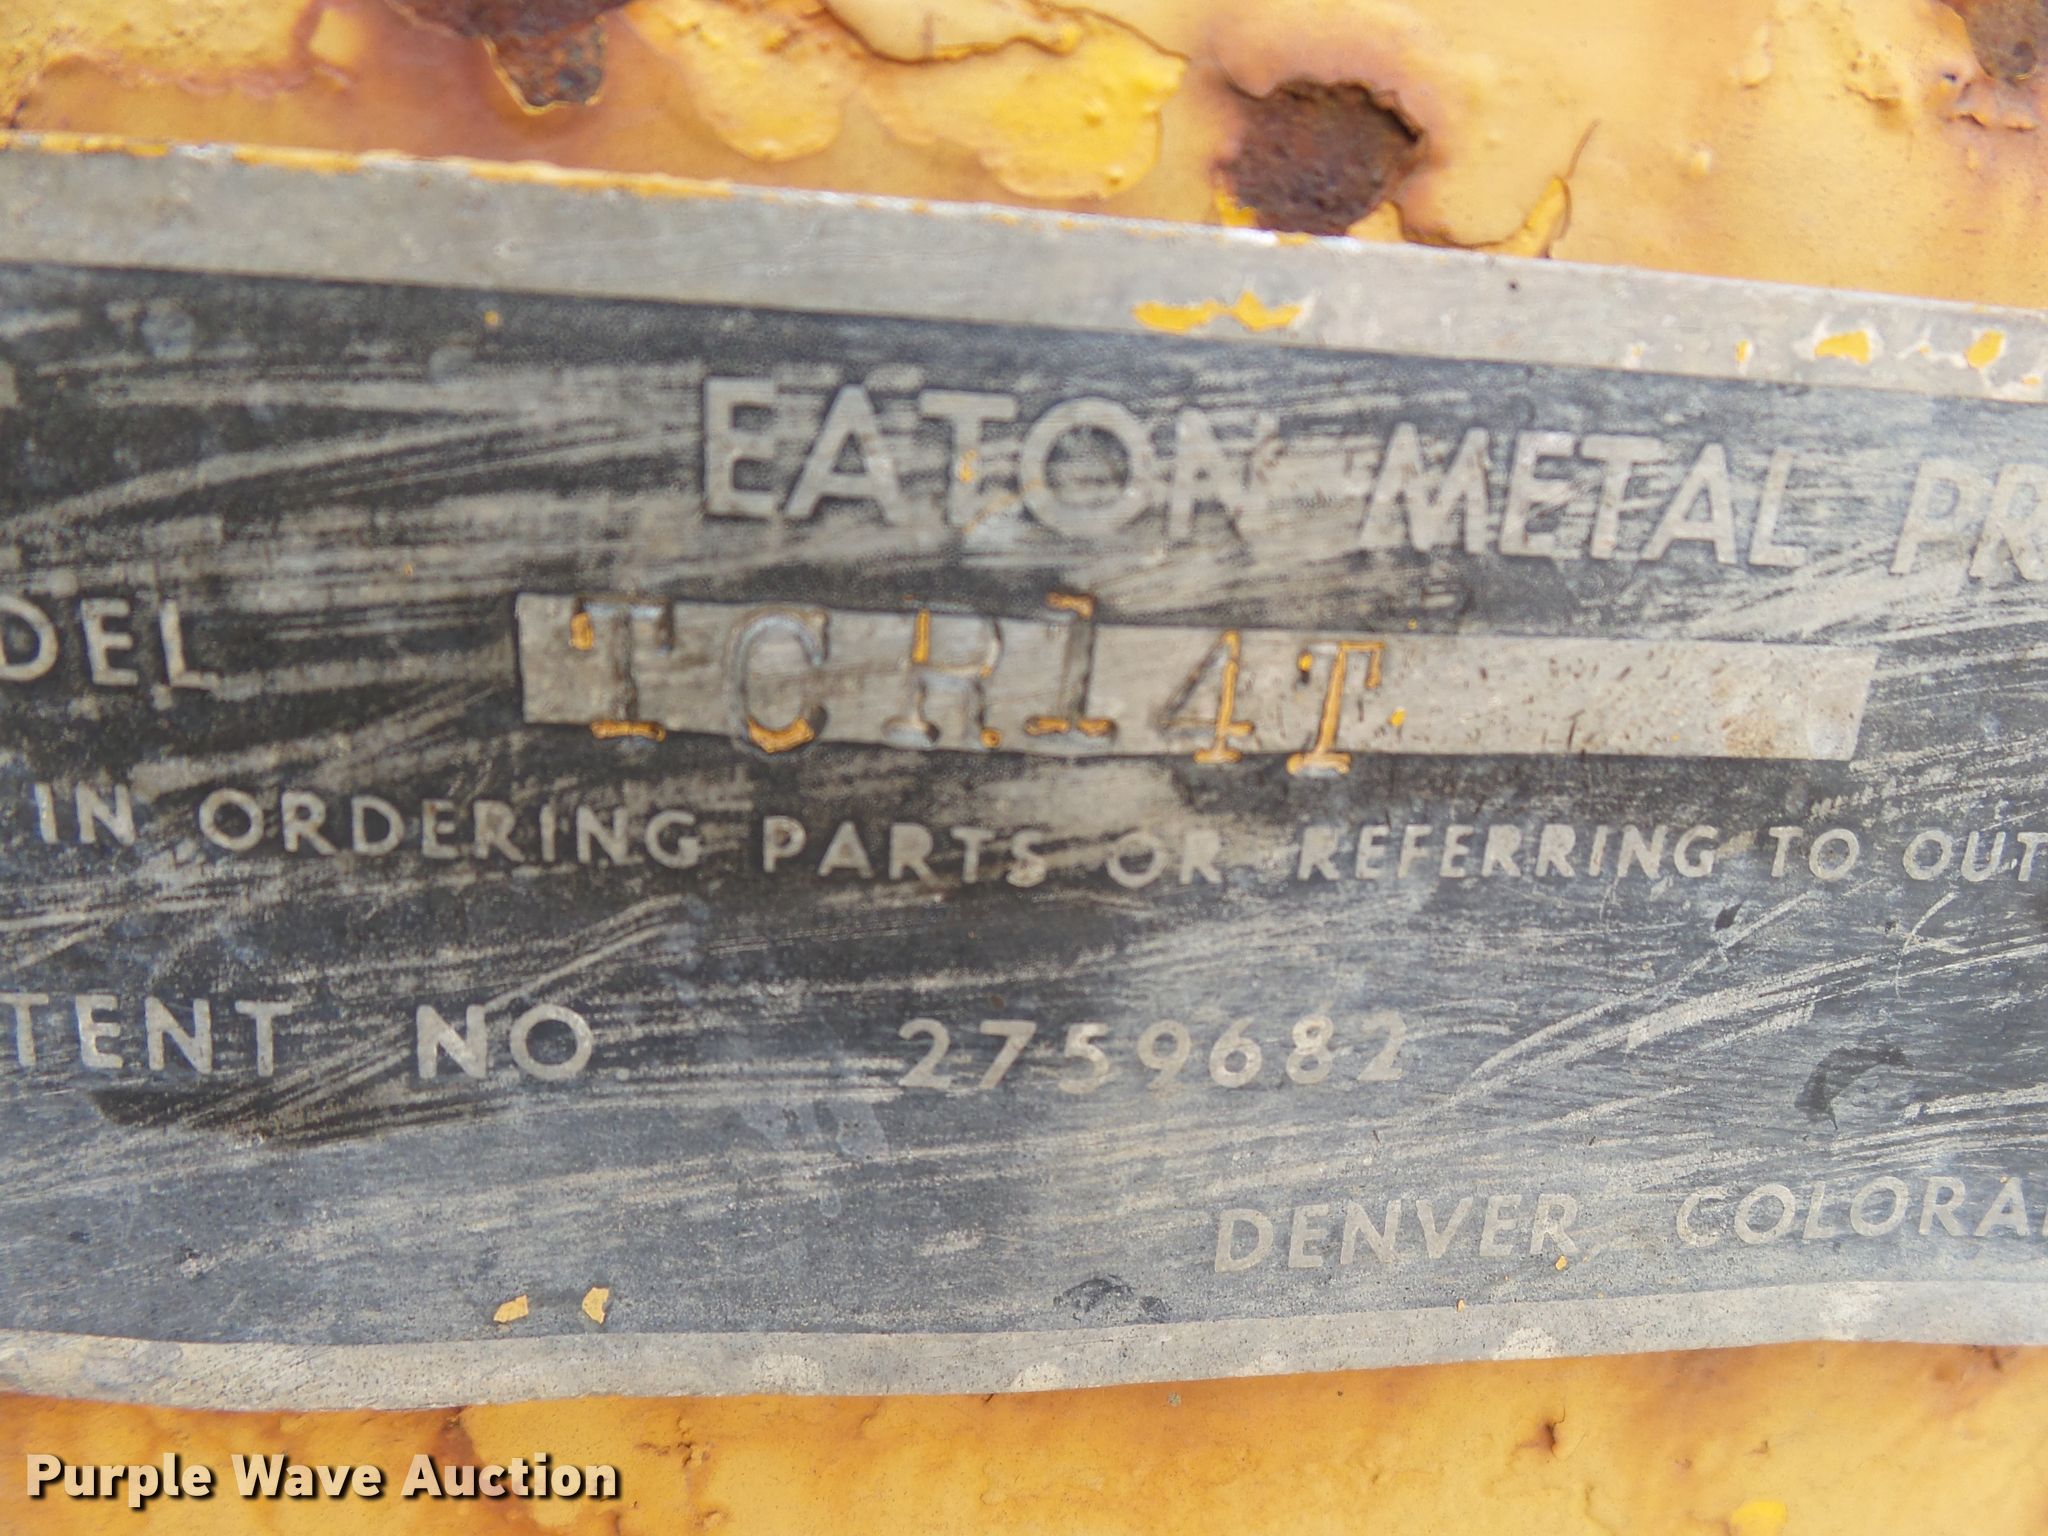 EATON METAL PR
DEL TCR14T
IN ORDERING PARTS OR REFERRING TO OUT
TENT NO. 2759682
DENVER COLORA
Purple Wave Auction